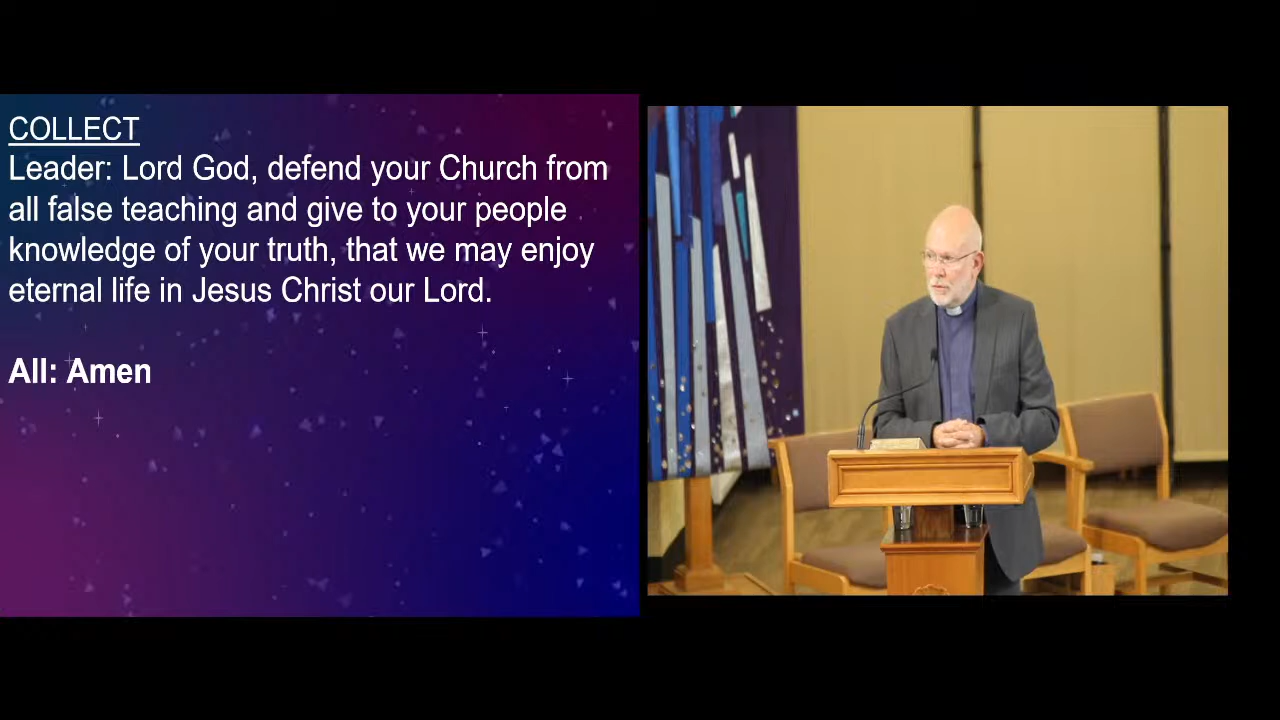 COLLECT
Leader: Lord God, defend your Church from
all false teaching and give to your people
knowledge of your truth, that we may enjoy
eternal life in Jesus Christ our Lord.
All: Amen